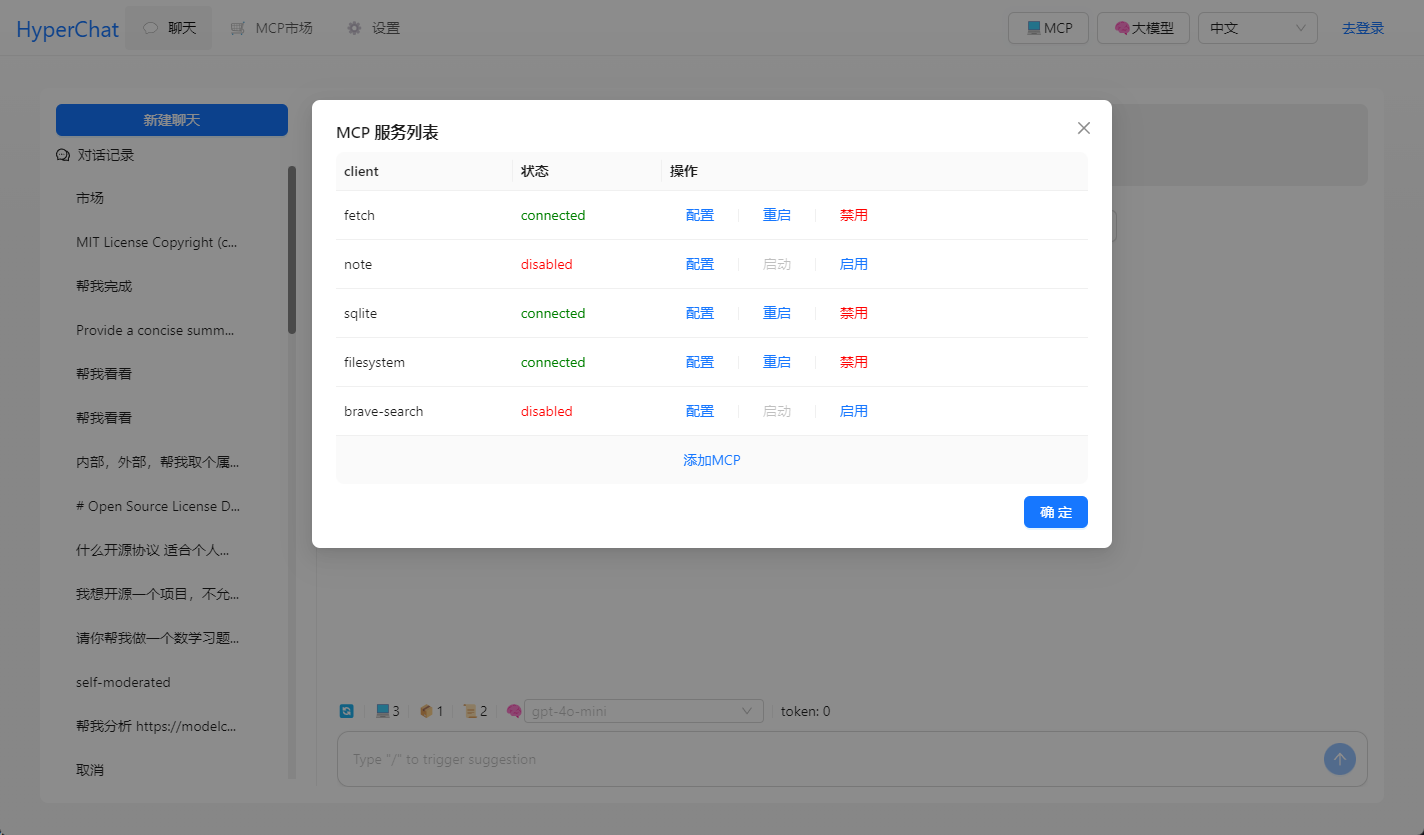 HyperChat 聊天 MCP市场 设置 MCP 大模型 中文 去登录
新建聊天
对话记录
市场
MIT License Copyright (c...
帮我完成
Provide a concise summ...
帮我看看
帮我看看
内部，外部，帮我取个属...
# Open Source License D...
什么开源协议 适合个人...
我想开源一个项目，不允...
请你帮我做一个数学习题...
self-moderated
帮我分析 https://modelc...
取消
MCP 服务列表
client 状态 操作
fetch connected 配置 重启 禁用
note disabled 配置 启动 启用
sqlite connected 配置 重启 禁用
filesystem connected 配置 重启 禁用
brave-search disabled 配置 启动 启用
添加MCP
确 定
3 1 2 gpt-4o-mini token: 0
Type "/" to trigger suggestion